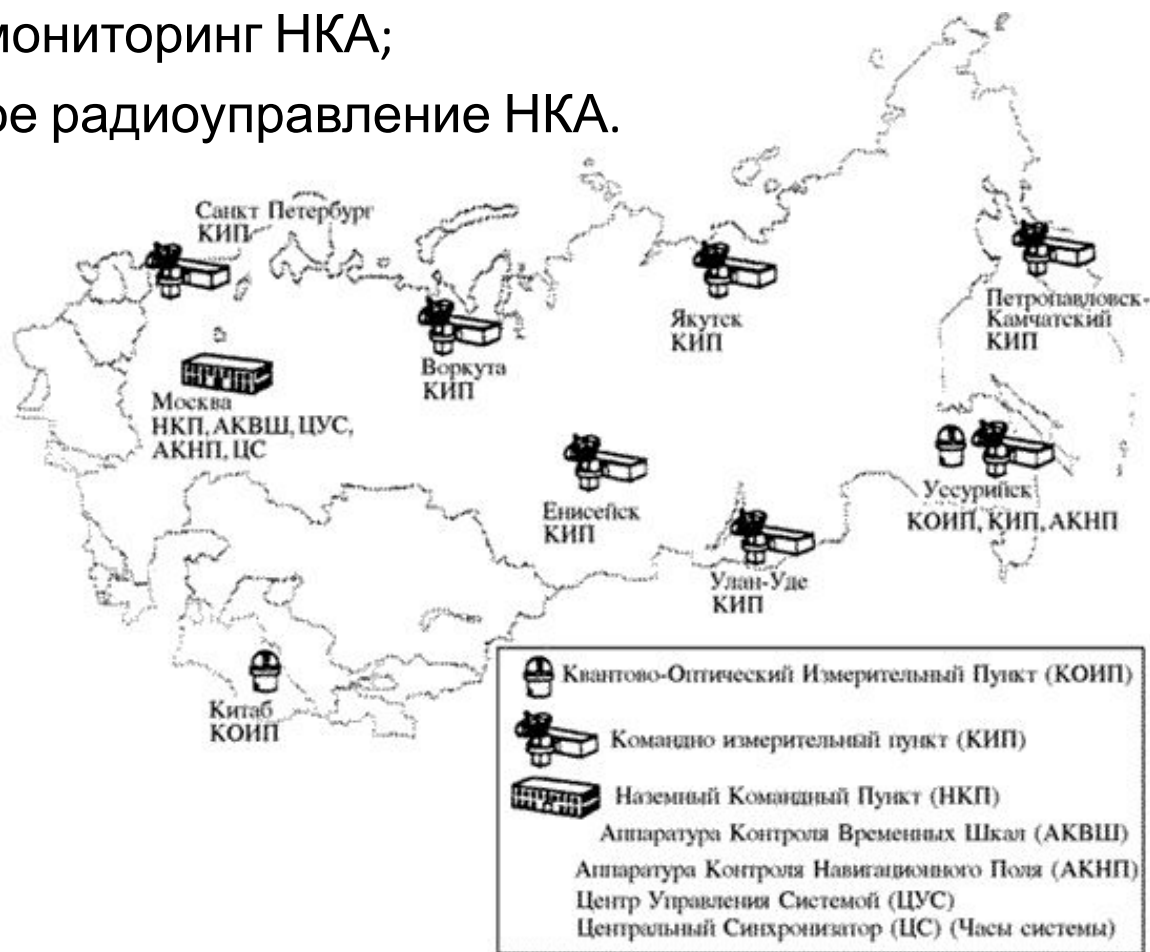 мониторинг НКА;
ое радиоуправление НКА.
Санкт Петербург
КИП
Воркута
КИП
Якутск
КИП
Петропавловск-
Камчатский
КИП
Москва
НКП, АКВШ, ЦУС,
АКНП, ЦС
Енисейск
КИП
Уссурийск
КОИП, КИП, АКНП
Улан-Уде
КИП
Китаб
КОИП
Квантово-Оптический Измерительный Пункт (КОИП)
Командно измерительный пункт (КИП)
Наземный Командный Пункт (НКП)
Аппаратура Контроля Временных Шкал (АКВШ)
Аппаратура Контроля Навигационного Поля (АКНП)
Центр Управления Системой (ЦУС)
Центральный Синхронизатор (ЦС) (Часы системы)